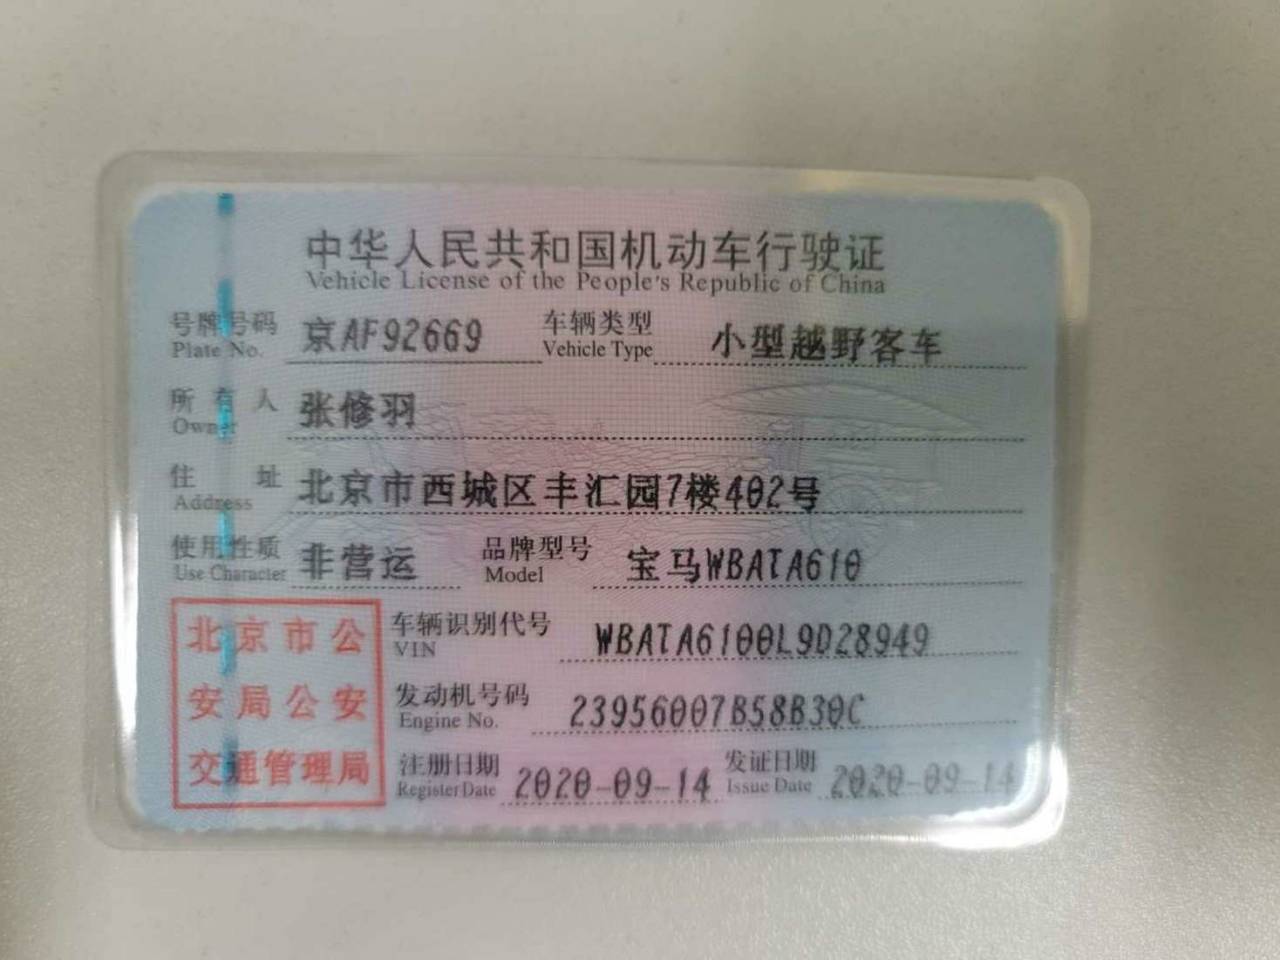 中华人民共和国机动车行驶证
Vehicle License of the People's Republic of China
号牌号码 京AF92669 车辆类型 小型越野客车
Plate No. Vehicle Type
所有人 张修羽
Owner
住址 北京市西城区丰汇园7楼402号
Address
使用性质 非营运 品牌型号 宝马WBATA610
Use Character Model
北京市公
安局公安
交通管理局
车辆识别代号 WBATA6100L9D28949
VIN
发动机号码 23956007B58B30C
Engine No.
注册日期 2020-09-14 发证日期 2020-09-14
Register Date Issue Date